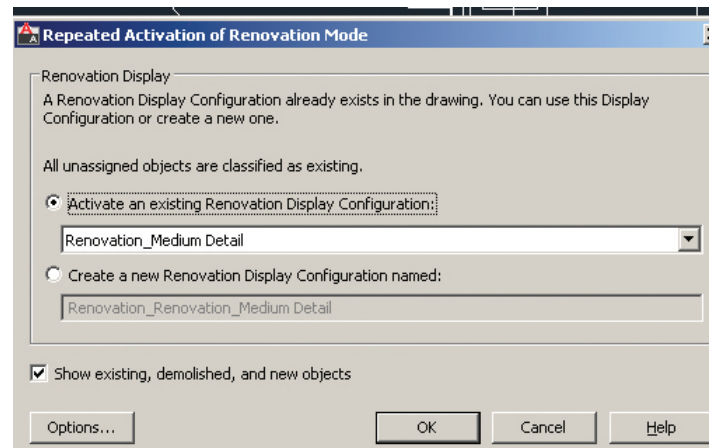 Repeated Activation of Renovation Mode
Renovation Display
A Renovation Display Configuration already exists in the drawing. You can use this Display
Configuration or create a new one.
All unassigned objects are classified as existing.
Activate an existing Renovation Display Configuration:
Renovation_Medium Detail
Create a new Renovation Display Configuration named:
Renovation_Renovation_Medium Detail
Show existing, demolished, and new objects
Options... OK Cancel Help